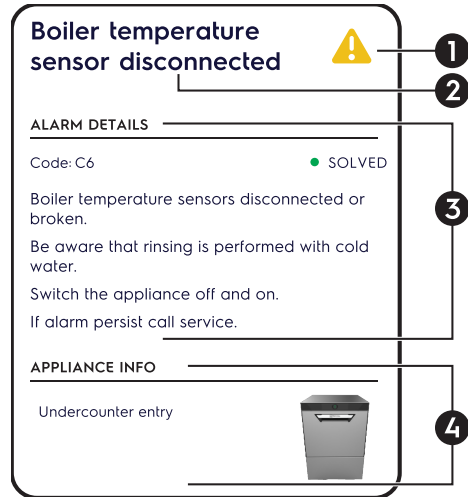 Boiler temperature
sensor disconnected
1
2
ALARM DETAILS
Code: C6
SOLVED
3
Boiler temperature sensors disconnected or
broken.
Be aware that rinsing is performed with cold
water.
Switch the appliance off and on.
If alarm persist call service.
APPLIANCE INFO
Undercounter entry
4